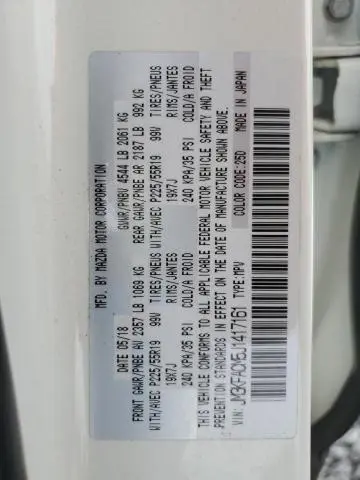 MFD. BY MAZDA MOTOR CORPORATION
DATE 05/18 GVWR/PNBV 4544 LB 2061 KG
FRONT GAWR/PNBE AV 2357 LB 1069 KG REAR GAWR/PNBE AR 2187 LB 992 KG
WITH/AVEC P225/55R19 99V TIRES/PNEUS WITH/AVEC P225/55R19 99V TIRES/PNEUS
19X7J RIMS/JANTES 19X7J RIMS/JANTES
240 KPA/35 PSI COLD/A FROID 240 KPA/35 PSI COLD/A FROID
THIS VEHICLE CONFORMS TO ALL APPLICABLE FEDERAL MOTOR VEHICLE SAFETY AND THEFT
PREVENTION STANDARDS IN EFFECT ON THE DATE OF MANUFACTURE SHOWN ABOVE.
VIN: JM3KFACM5J1417161 TYPE:MPV COLOR CODE:25D MADE IN JAPAN